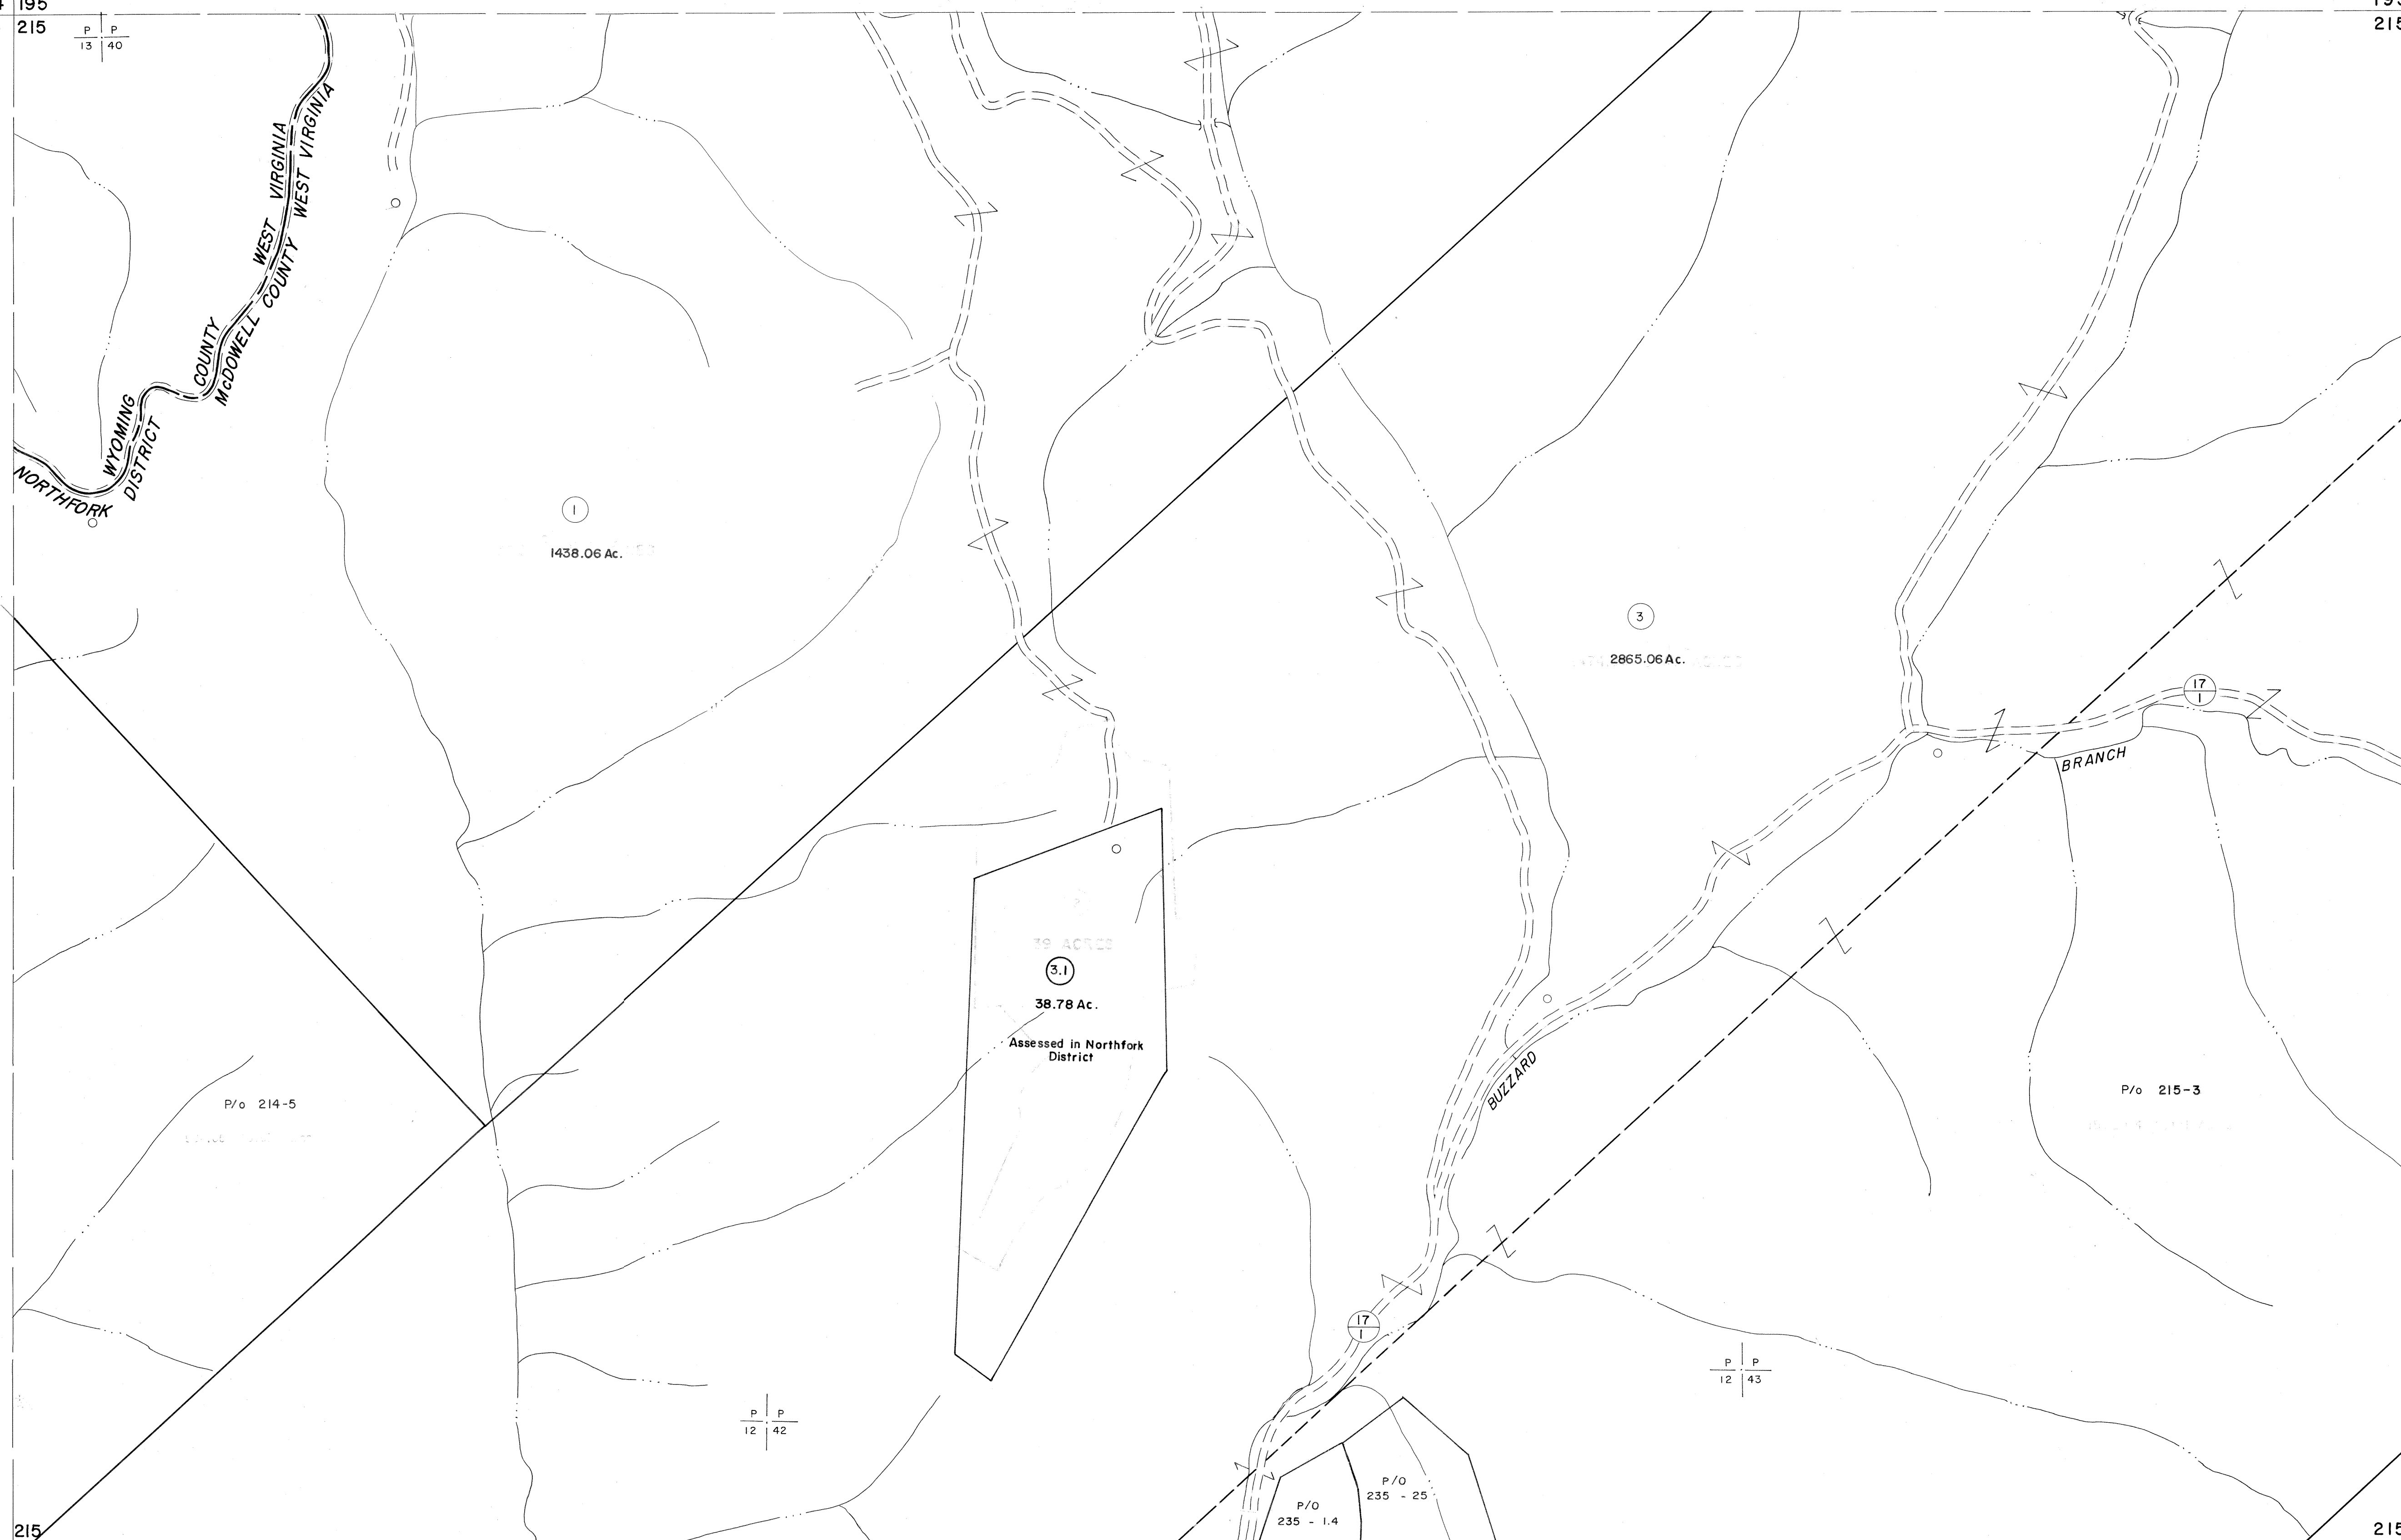 195
215
215
P P
13 40
WYOMING COUNTY WEST VIRGINIA
McDOWELL COUNTY WEST VIRGINIA
NORTHFORK DISTRICT
1
1438.06 Ac.
3
2865.06 Ac.
17
1
BRANCH
39 ACRES
3.1
38.78 Ac.
Assessed in Northfork
District
BUZZARD
P/o 214-5
P/o 215-3
17
1
P P
12 43
P P
12 42
P/O
235 - 25
P/O
235 - 1.4
215
215